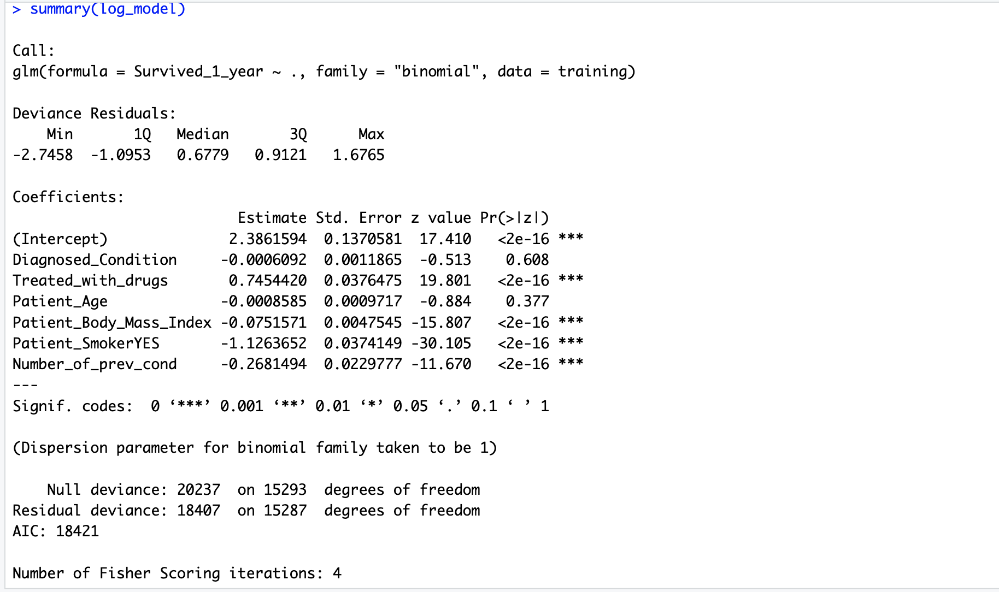 > summary(log_model)
Call:
glm(formula = Survived_1_year ~ ., family = "binomial", data = training)
Deviance Residuals:
    Min       1Q   Median       3Q      Max
-2.7458  -1.0953   0.6779   0.9121   1.6765
Coefficients:
                          Estimate Std. Error z value Pr(>|z|)
(Intercept)              2.3861594  0.1370581  17.410   <2e-16 ***
Diagnosed_Condition     -0.0006092  0.0011865  -0.513    0.608
Treated_with_drugs       0.7454420  0.0376475  19.801   <2e-16 ***
Patient_Age             -0.0008585  0.0009717  -0.884    0.377
Patient_Body_Mass_Index -0.0751571  0.0047545 -15.807   <2e-16 ***
Patient_SmokerYES       -1.1263652  0.0374149 -30.105   <2e-16 ***
Number_of_prev_cond     -0.2681494  0.0229777 -11.670   <2e-16 ***
---
Signif. codes:  0 ‘***’ 0.001 ‘**’ 0.01 ‘*’ 0.05 ‘.’ 0.1 ‘ ’ 1
(Dispersion parameter for binomial family taken to be 1)
    Null deviance: 20237  on 15293  degrees of freedom
Residual deviance: 18407  on 15287  degrees of freedom
AIC: 18421
Number of Fisher Scoring iterations: 4